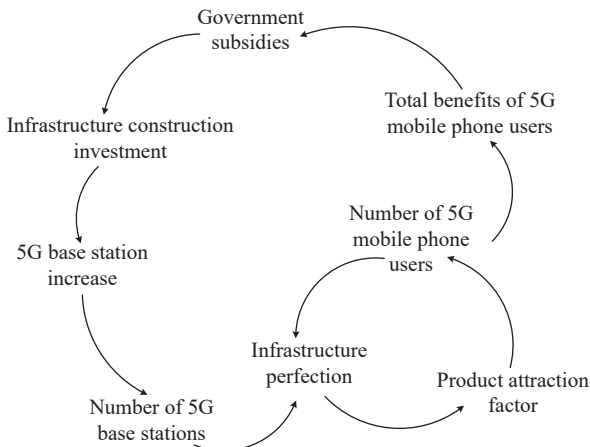 Government
subsidies
Total benefits of 5G
mobile phone users
Infrastructure construction
investment
Number of 5G
mobile phone
users
5G base station
increase
Infrastructure
perfection
Product attraction
factor
Number of 5G
base stations